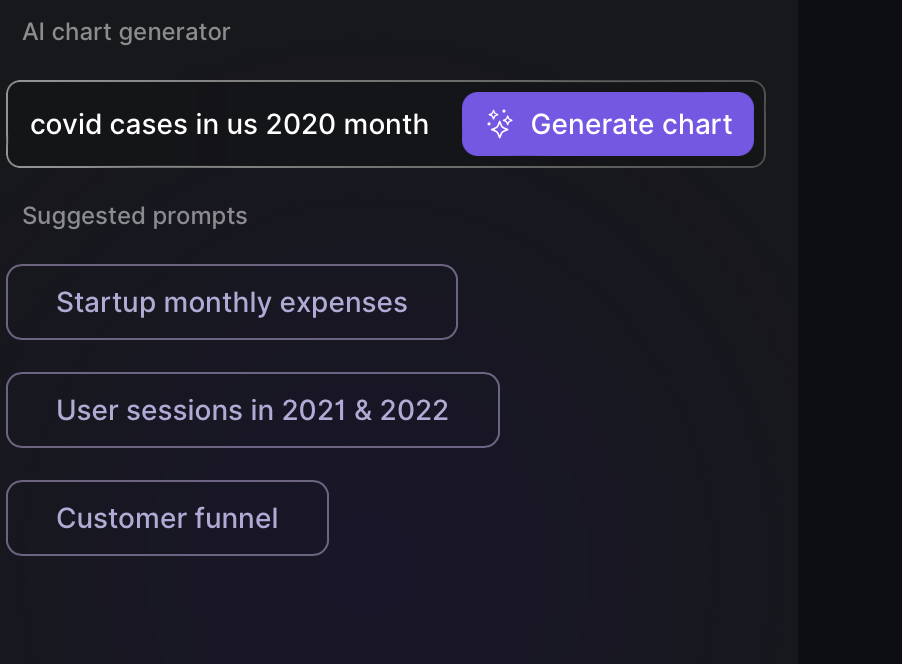 AI chart generator
covid cases in us 2020 month
Generate chart
Suggested prompts
Startup monthly expenses
User sessions in 2021 & 2022
Customer funnel